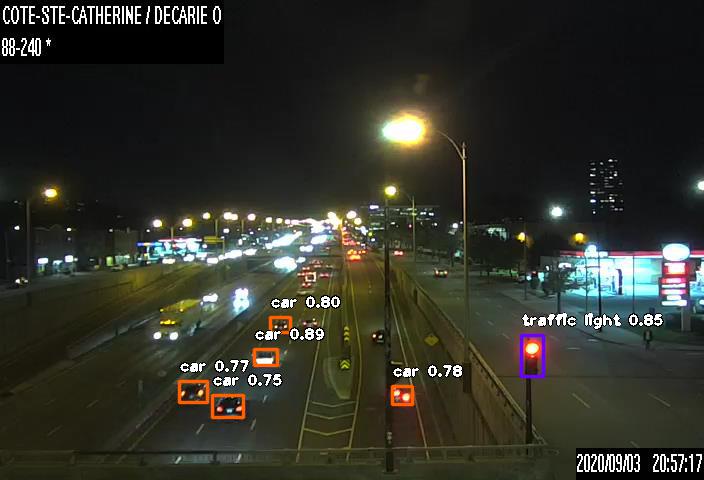 COTE-STE-CATHERINE / DECARIE O
88-240 *
car 0.80
traffic light 0.85
car 0.89
car 0.77
car 0.75
car 0.78
2020/09/03 20:57:17